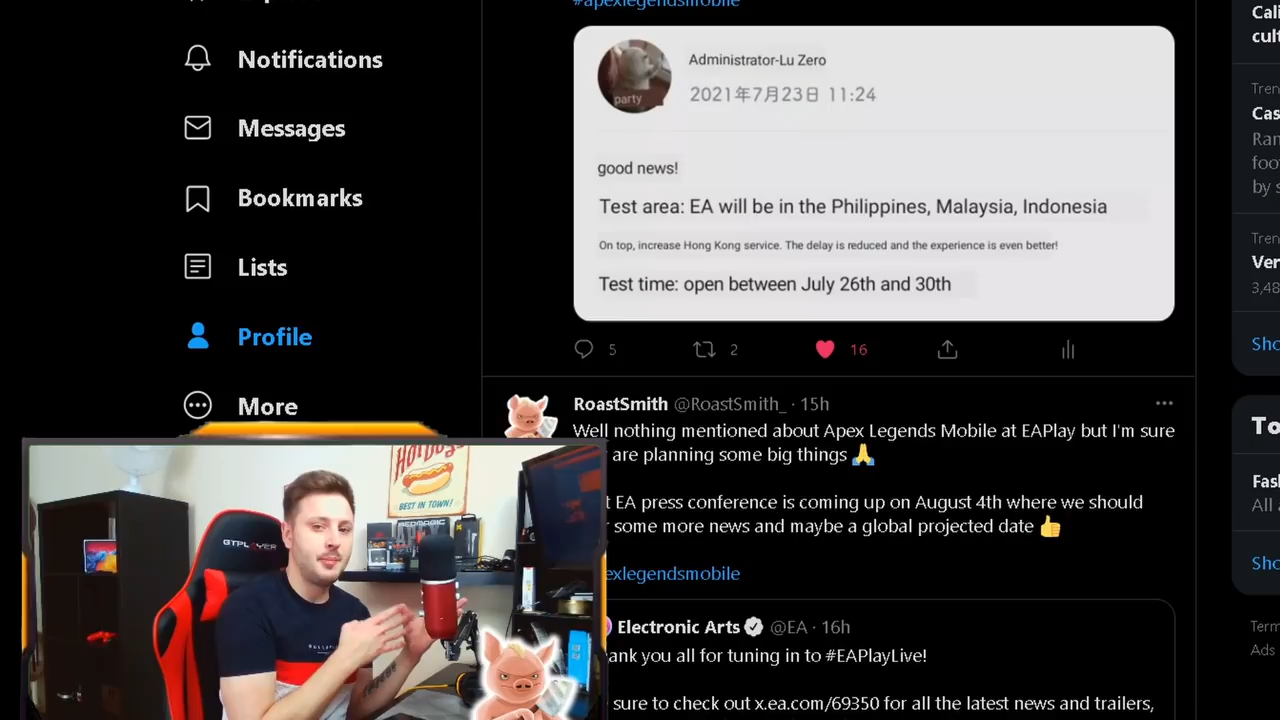 #apexlegendsmobile
Notifications
Messages
Bookmarks
Lists
Profile
More
Administrator-Lu Zero
party
2021年7月23日 11:24
good news!
Test area: EA will be in the Philippines, Malaysia, Indonesia
On top, increase Hong Kong service. The delay is reduced and the experience is even better!
Test time: open between July 26th and 30th
5
2
16
RoastSmith @RoastSmith_ · 15h
Well nothing mentioned about Apex Legends Mobile at EAPlay but I'm sure
are planning some big things 🙏
EA press conference is coming up on August 4th where we should
some more news and maybe a global projected date 👍
exlegendsmobile
Electronic Arts @EA · 16h
ank you all for tuning in to #EAPlayLive!
sure to check out x.ea.com/69350 for all the latest news and trailers,
Cali
cult
Tren
Cas
Ran
foo
by s
Tren
Ver
3,48
Sho
To
Fas
All
Sho
Term
Ads
HOT DOGS
BEST IN TOWN!
REDMAGIC
GTPLAYER